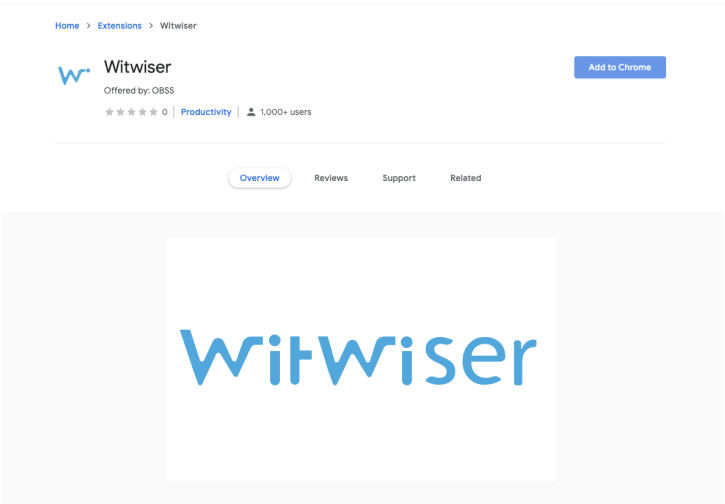 Home > Extensions > Witwiser
Witwiser
Add to Chrome
Offered by: OBSS
0 | Productivity | 1,000+ users
Overview Reviews Support Related
Witwiser